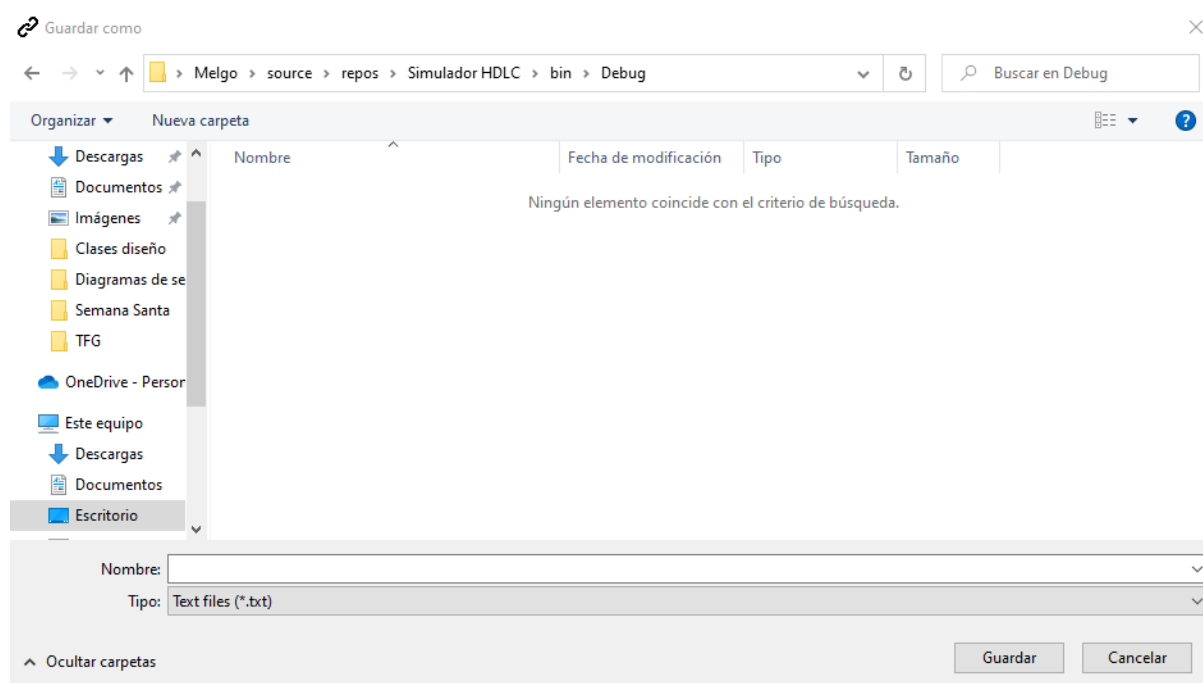 Guardar como
Melgo > source > repos > Simulador HDLC > bin > Debug
Buscar en Debug
Organizar
Nueva carpeta
Descargas
Documentos
Imágenes
Clases diseño
Diagramas de se
Semana Santa
TFG
OneDrive - Person
Este equipo
Descargas
Documentos
Escritorio
Nombre
Fecha de modificación
Tipo
Tamaño
Ningún elemento coincide con el criterio de búsqueda.
Nombre:
Tipo: Text files (*.txt)
Ocultar carpetas
Guardar
Cancelar